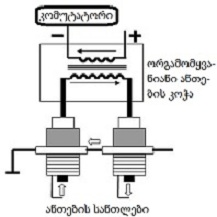 კომუტატორი
− +
ორგამომყვა-
ნიანი ანთე-
ბის კოჭა
ანთების სანთლები